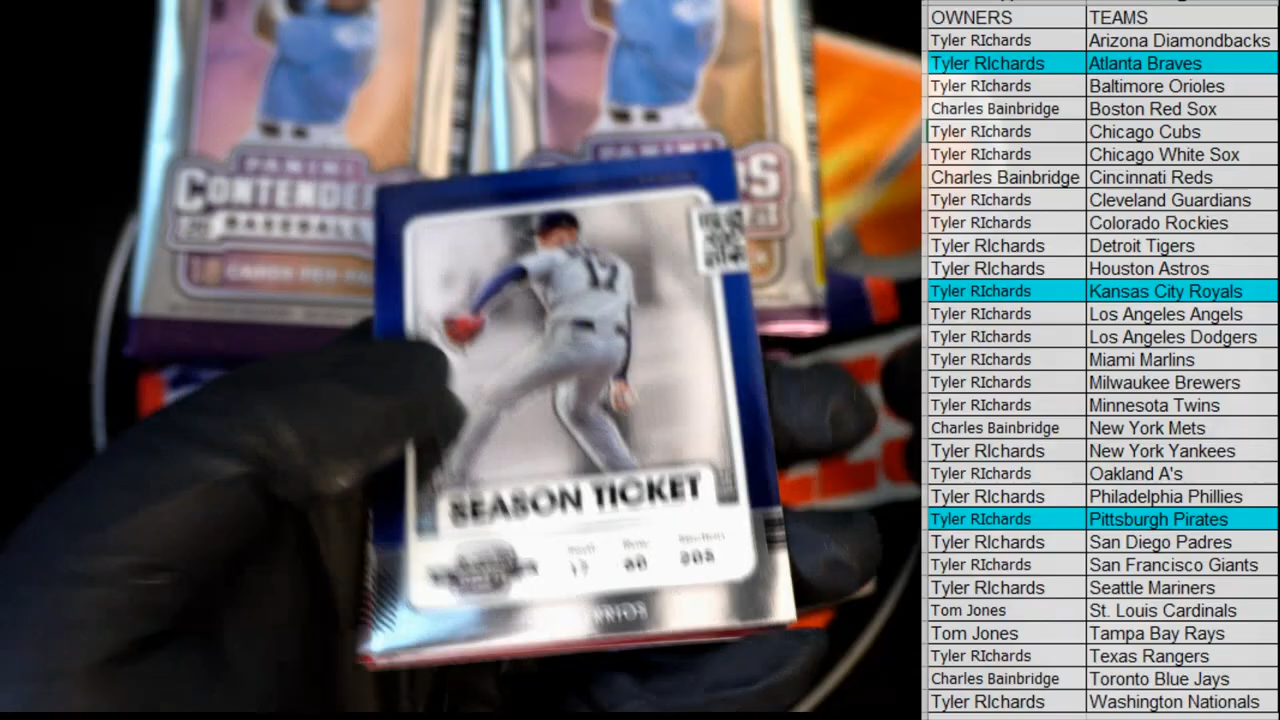 OWNERS TEAMS
Tyler RIchards Arizona Diamondbacks
Tyler RIchards Atlanta Braves
Tyler RIchards Baltimore Orioles
Charles Bainbridge Boston Red Sox
Tyler RIchards Chicago Cubs
Tyler RIchards Chicago White Sox
Charles Bainbridge Cincinnati Reds
Tyler RIchards Cleveland Guardians
Tyler RIchards Colorado Rockies
Tyler RIchards Detroit Tigers
Tyler RIchards Houston Astros
Tyler RIchards Kansas City Royals
Tyler RIchards Los Angeles Angels
Tyler RIchards Los Angeles Dodgers
Tyler RIchards Miami Marlins
Tyler RIchards Milwaukee Brewers
Tyler RIchards Minnesota Twins
Charles Bainbridge New York Mets
Tyler RIchards New York Yankees
Tyler RIchards Oakland A's
Tyler RIchards Philadelphia Phillies
Tyler RIchards Pittsburgh Pirates
Tyler RIchards San Diego Padres
Tyler RIchards San Francisco Giants
Tyler RIchards Seattle Mariners
Tom Jones St. Louis Cardinals
Tom Jones Tampa Bay Rays
Tyler RIchards Texas Rangers
Charles Bainbridge Toronto Blue Jays
Tyler RIchards Washington Nationals
PANINI
CONTENDERS
BASEBALL
17
SEASON TICKET
17